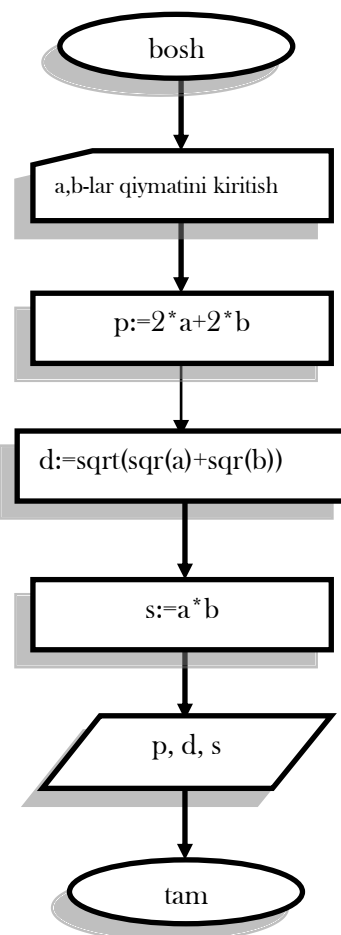 bosh
a,b-lar qiymatini kiritish
p:=2*a+2*b
d:=sqrt(sqr(a)+sqr(b))
s:=a*b
p, d, s
tam